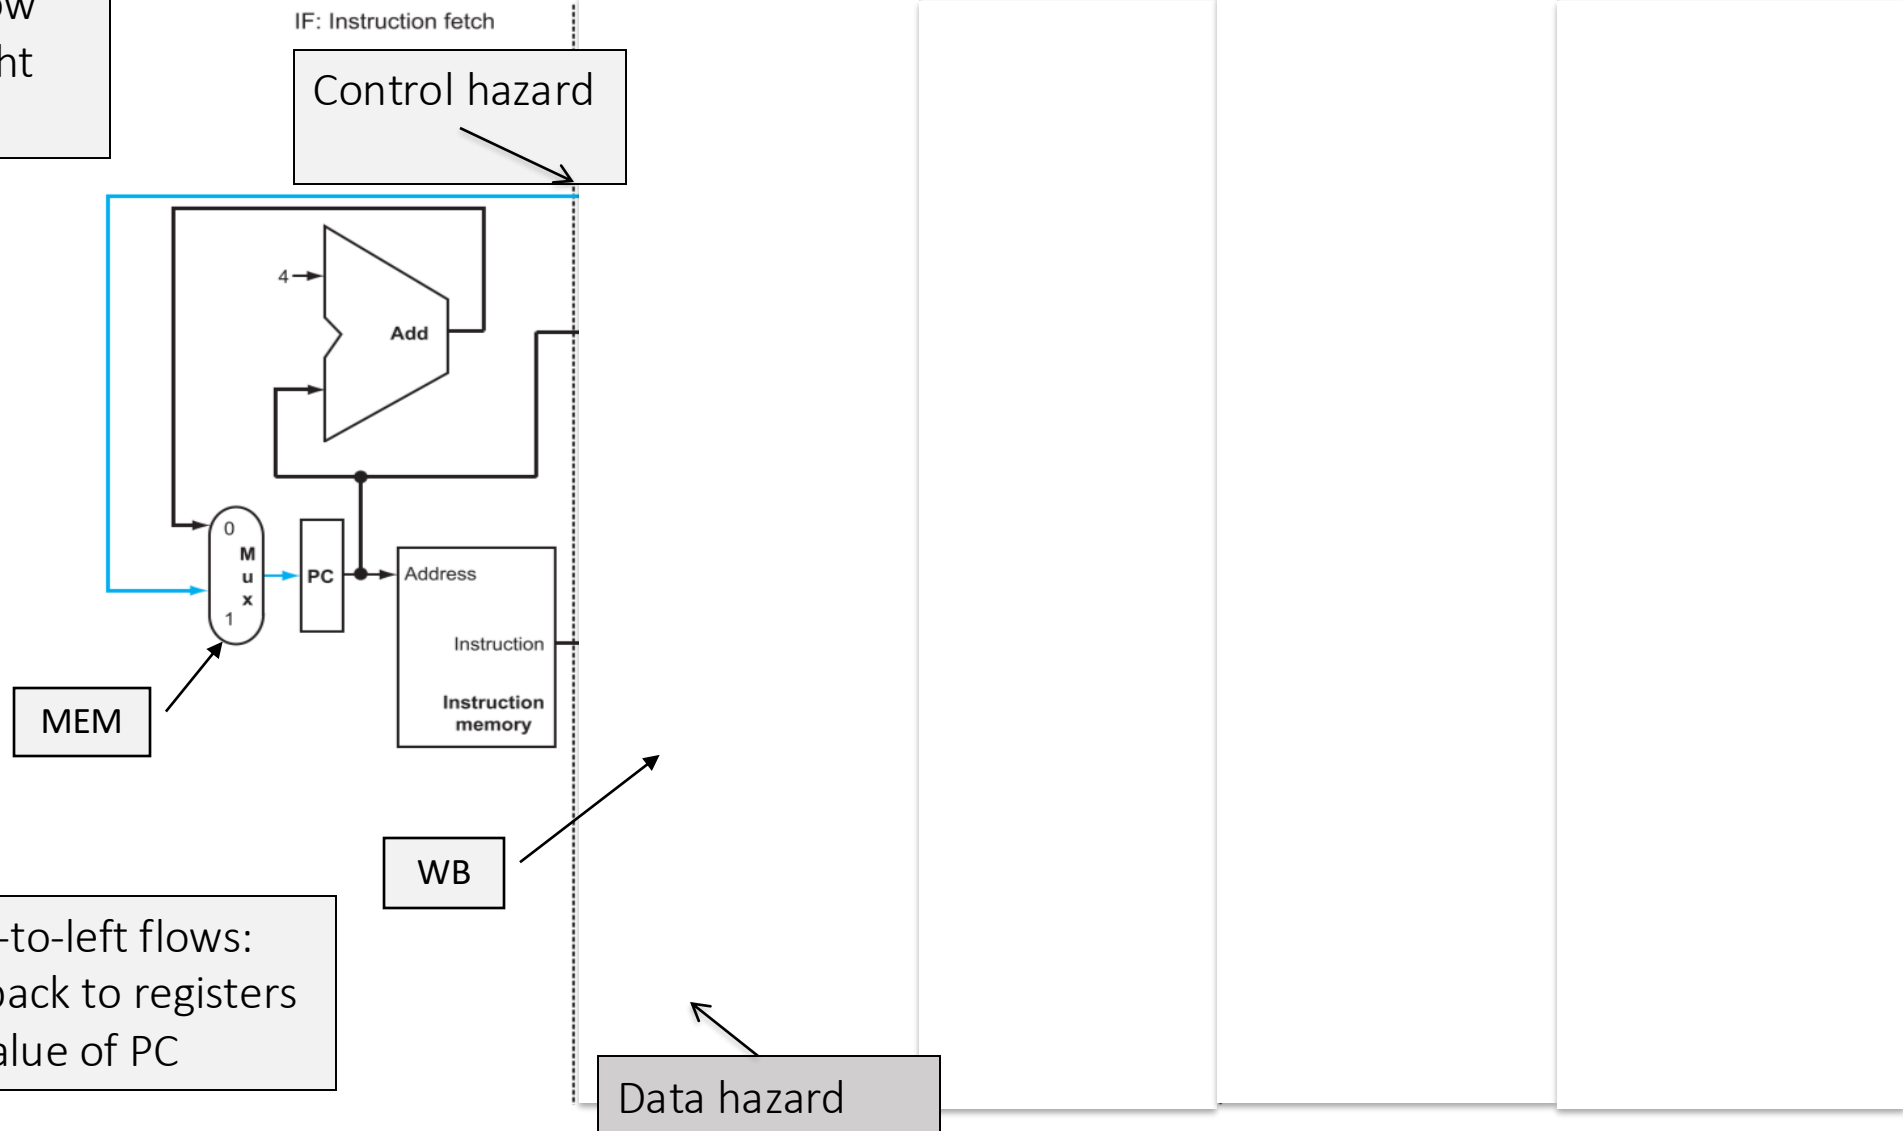 ht
IF: Instruction fetch
Control hazard
4
Add
0
M
u
x
1
PC
Address
Instruction
Instruction
memory
MEM
WB
-to-left flows:
back to registers
alue of PC
Data hazard